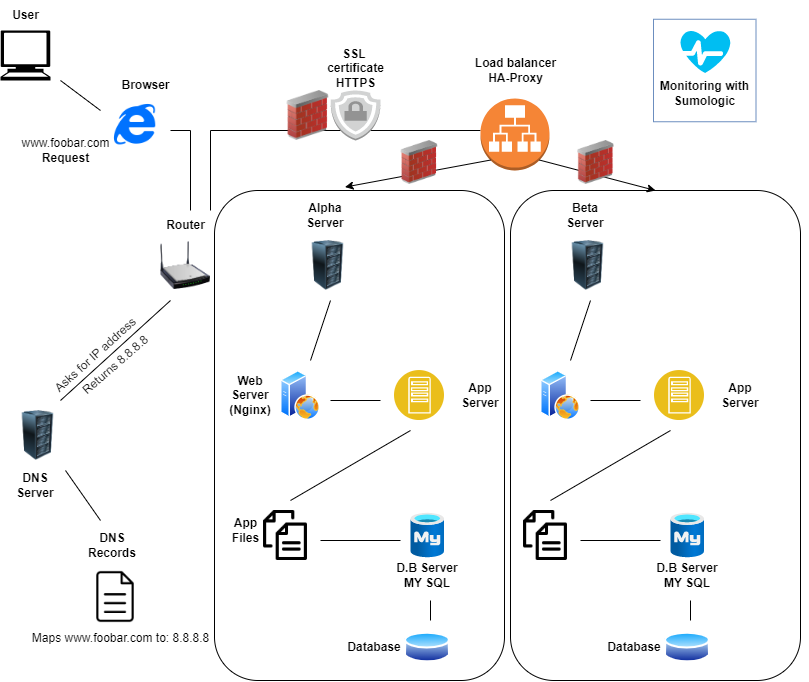 User
Browser
www.foobar.com
Request
SSL
certificate
HTTPS
Load balancer
HA-Proxy
Monitoring with
Sumologic
Router
Asks for IP address
Returns 8.8.8.8
DNS
Server
DNS
Records
Maps www.foobar.com to: 8.8.8.8
Alpha
Server
Web
Server
(Nginx)
App
Server
App
Files
My
D.B Server
MY SQL
Database
Beta
Server
App
Server
My
D.B Server
MY SQL
Database